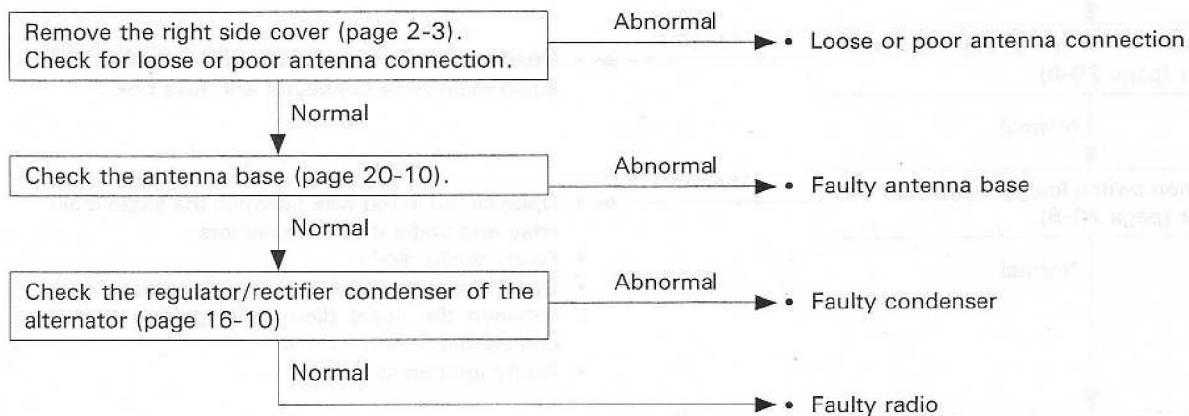 Remove the right side cover (page 2-3).
Check for loose or poor antenna connection.
Abnormal
• Loose or poor antenna connection
Normal
Check the antenna base (page 20-10).
Abnormal
• Faulty antenna base
Normal
Check the regulator/rectifier condenser of the
alternator (page 16-10)
Abnormal
• Faulty condenser
Normal
• Faulty radio